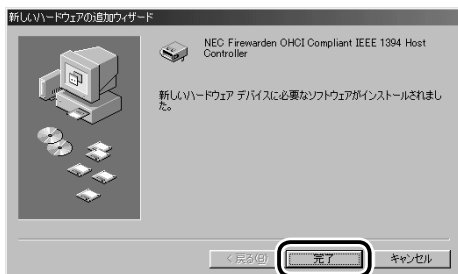 新しいハードウェアの追加ウィザード
NEC Firewarden OHCI Compliant IEEE 1394 Host
Controller
新しいハードウェア デバイスに必要なソフトウェアがインストールされまし
た。
< 戻る(B)
完了
キャンセル